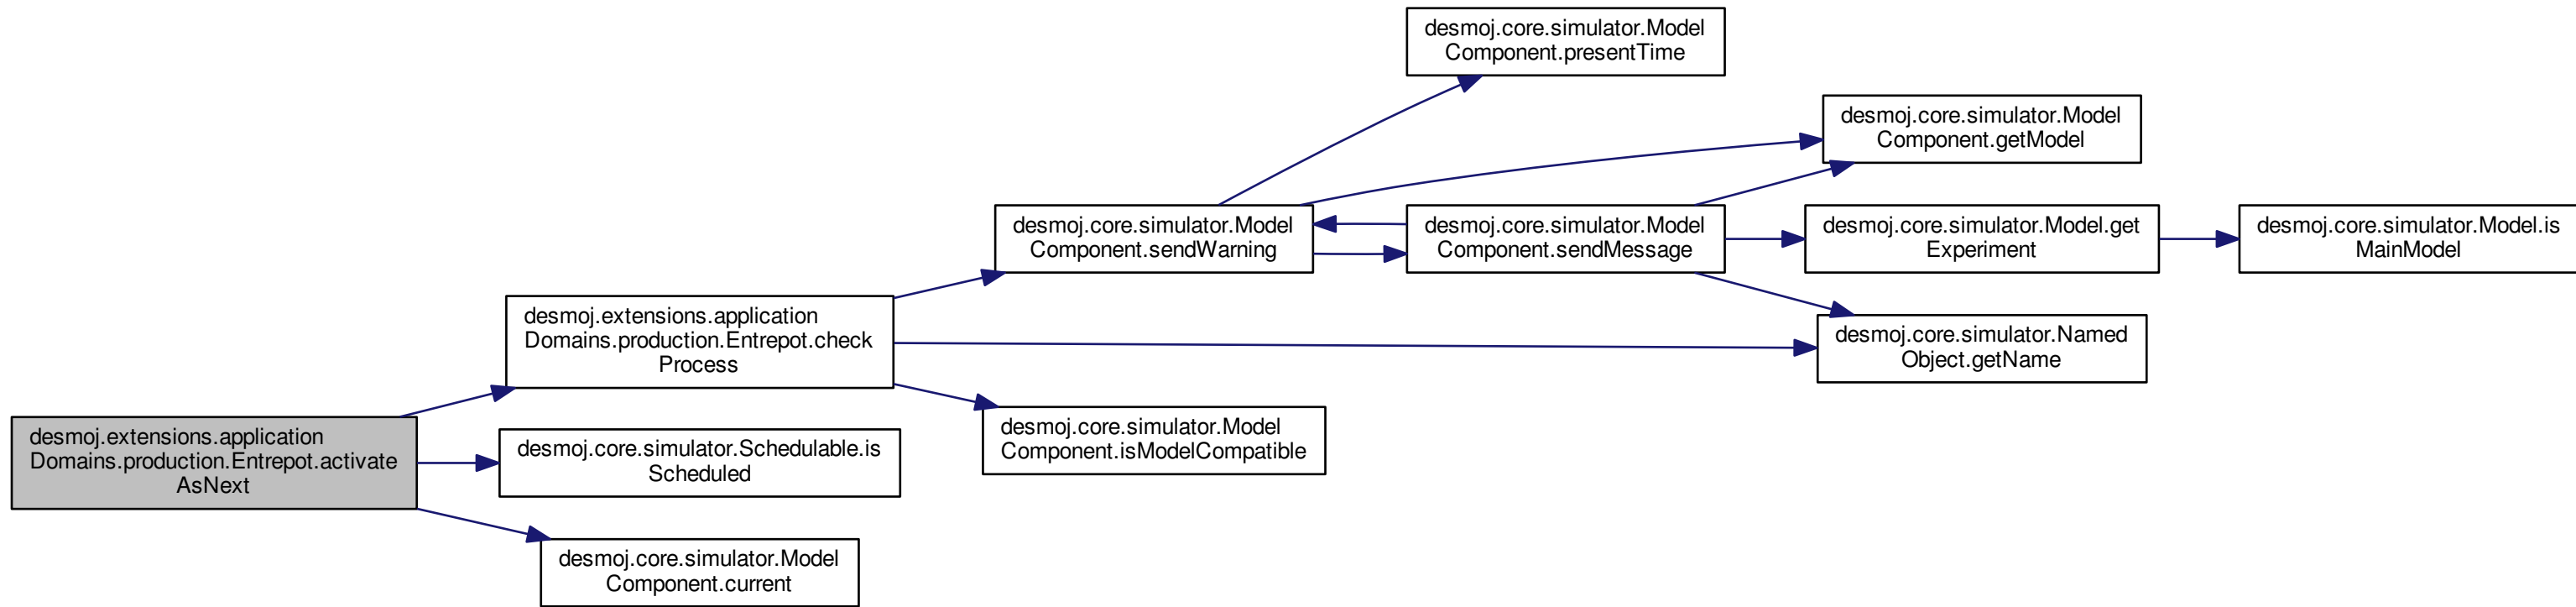 desmoj.core.simulator.Model
Component.presentTime
desmoj.core.simulator.Model
Component.getModel
desmoj.core.simulator.Model
Component.sendWarning
desmoj.core.simulator.Model
Component.sendMessage
desmoj.core.simulator.Model.get
Experiment
desmoj.core.simulator.Model.is
MainModel
desmoj.extensions.application
Domains.production.Entrepot.check
Process
desmoj.core.simulator.Named
Object.getName
desmoj.extensions.application
Domains.production.Entrepot.activate
AsNext
desmoj.core.simulator.Schedulable.is
Scheduled
desmoj.core.simulator.Model
Component.isModelCompatible
desmoj.core.simulator.Model
Component.current